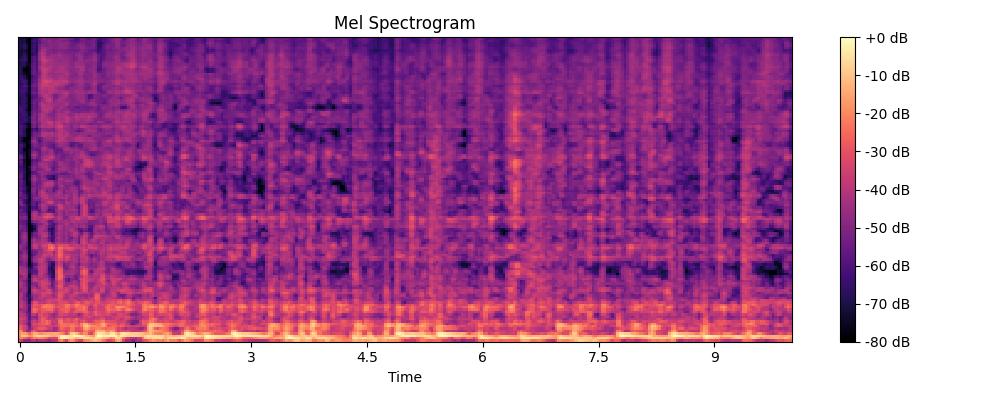 Mel Spectrogram
+0 dB
-10 dB
-20 dB
-30 dB
-40 dB
-50 dB
-60 dB
-70 dB
-80 dB
0 1.5 3 4.5 6 7.5 9
Time